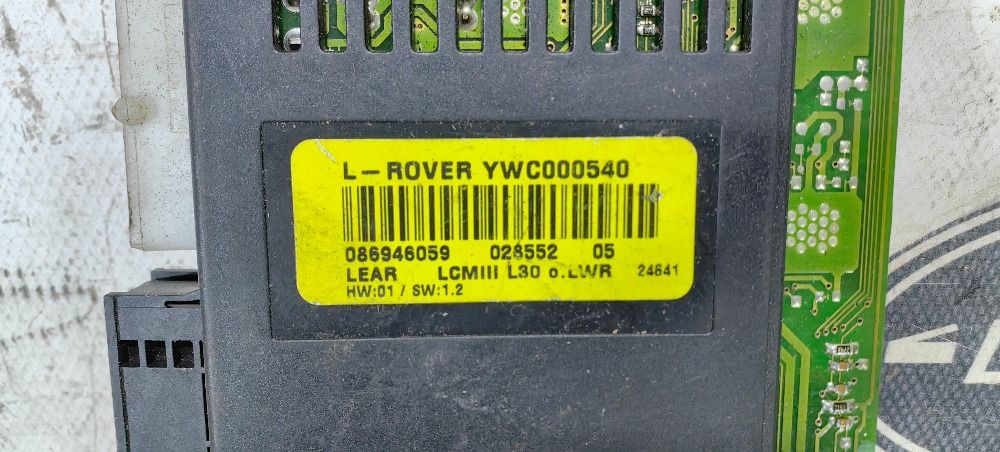 L-ROVER YWC000540
086946059 028552 05
LEAR LCMIII L30 o.LWR 24641
HW:01 / SW:1.2